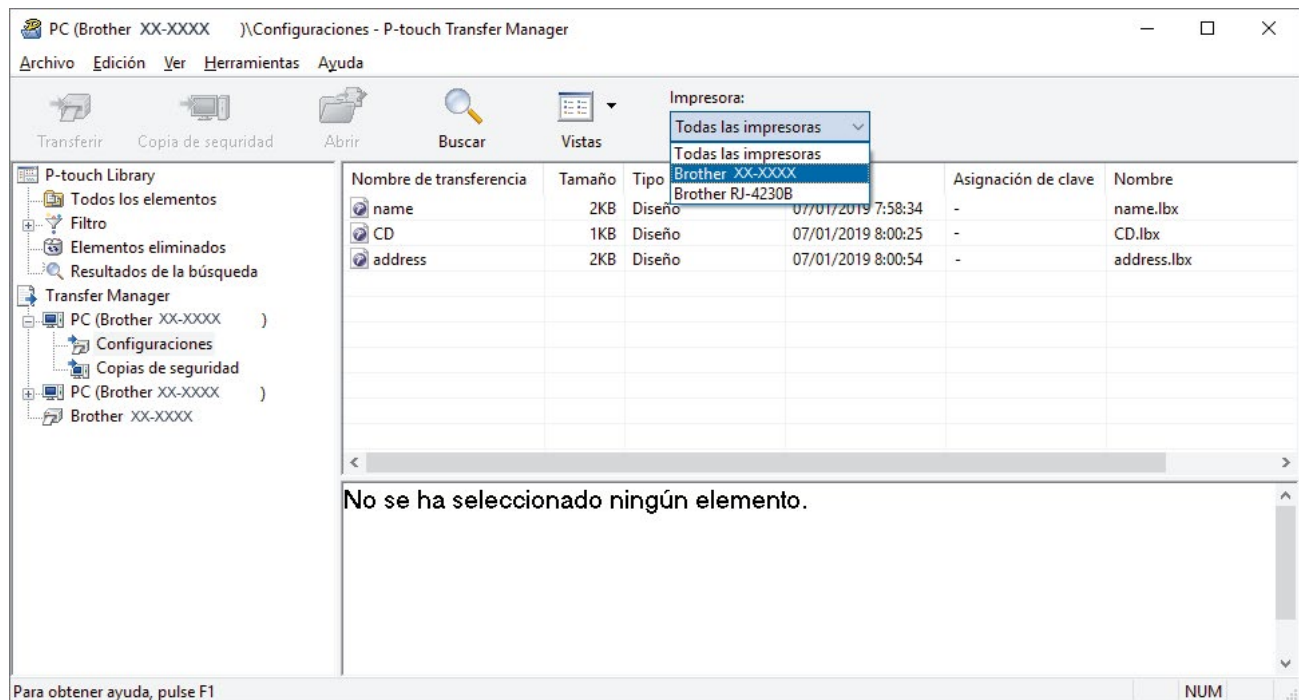 PC (Brother XX-XXXX )\Configuraciones - P-touch Transfer Manager
Archivo Edición Ver Herramientas Ayuda
Transferir Copia de seguridad Abrir Buscar Vistas
Impresora:
Todas las impresoras
Todas las impresoras
Brother XX-XXXX
Brother RJ-4230B
P-touch Library
Todos los elementos
Filtro
Elementos eliminados
Resultados de la búsqueda
Transfer Manager
PC (Brother XX-XXXX )
Configuraciones
Copias de seguridad
PC (Brother XX-XXXX )
Brother XX-XXXX
Nombre de transferencia Tamaño Tipo Asignación de clave Nombre
name 2KB Diseño 07/01/2019 7:58:34 - name.lbx
CD 1KB Diseño 07/01/2019 8:00:25 - CD.lbx
address 2KB Diseño 07/01/2019 8:00:54 - address.lbx
No se ha seleccionado ningún elemento.
Para obtener ayuda, pulse F1 NUM